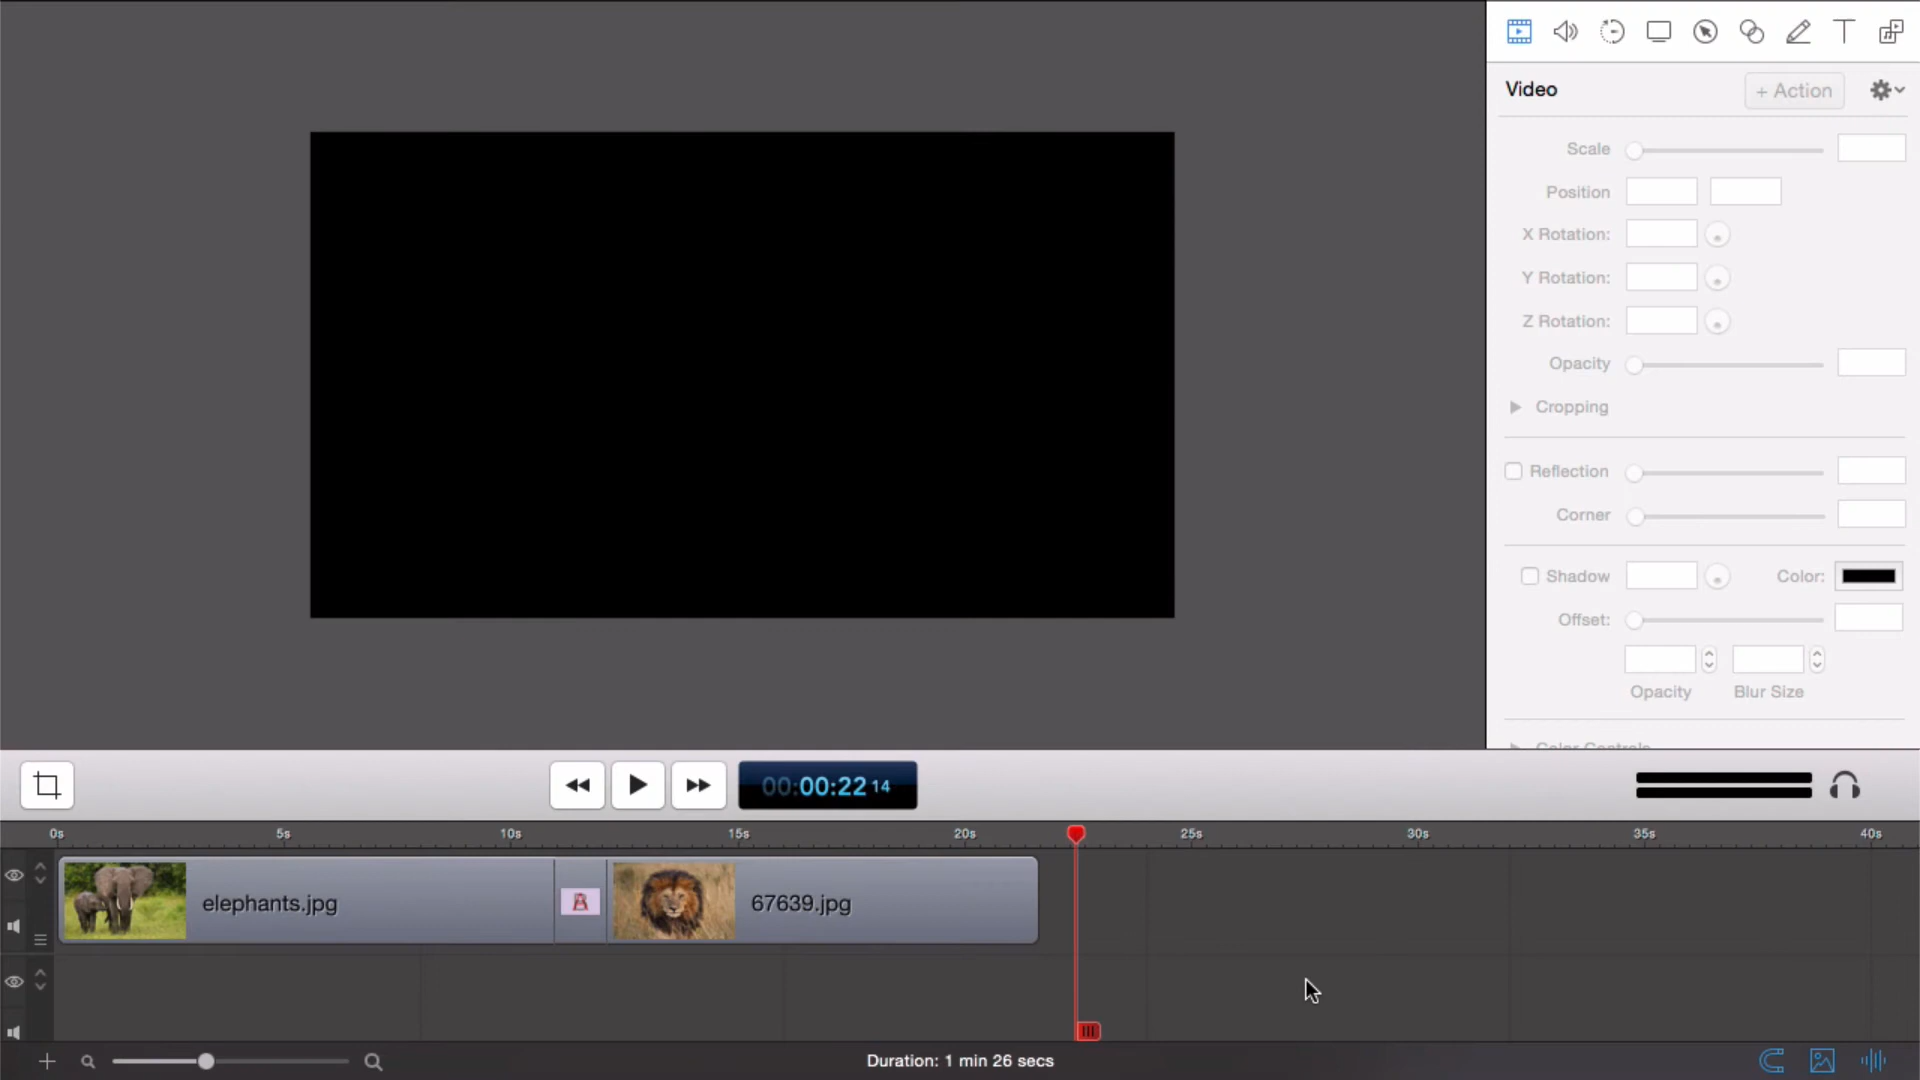 Video
+ Action
Scale
Position
X Rotation:
Y Rotation:
Z Rotation:
Opacity
Cropping
Reflection
Corner
Shadow
Color:
Offset:
Opacity Blur Size
Color Controls
00:00:22 14
0s 5s 10s 15s 20s 25s 30s 35s 40s
elephants.jpg
67639.jpg
Duration: 1 min 26 secs